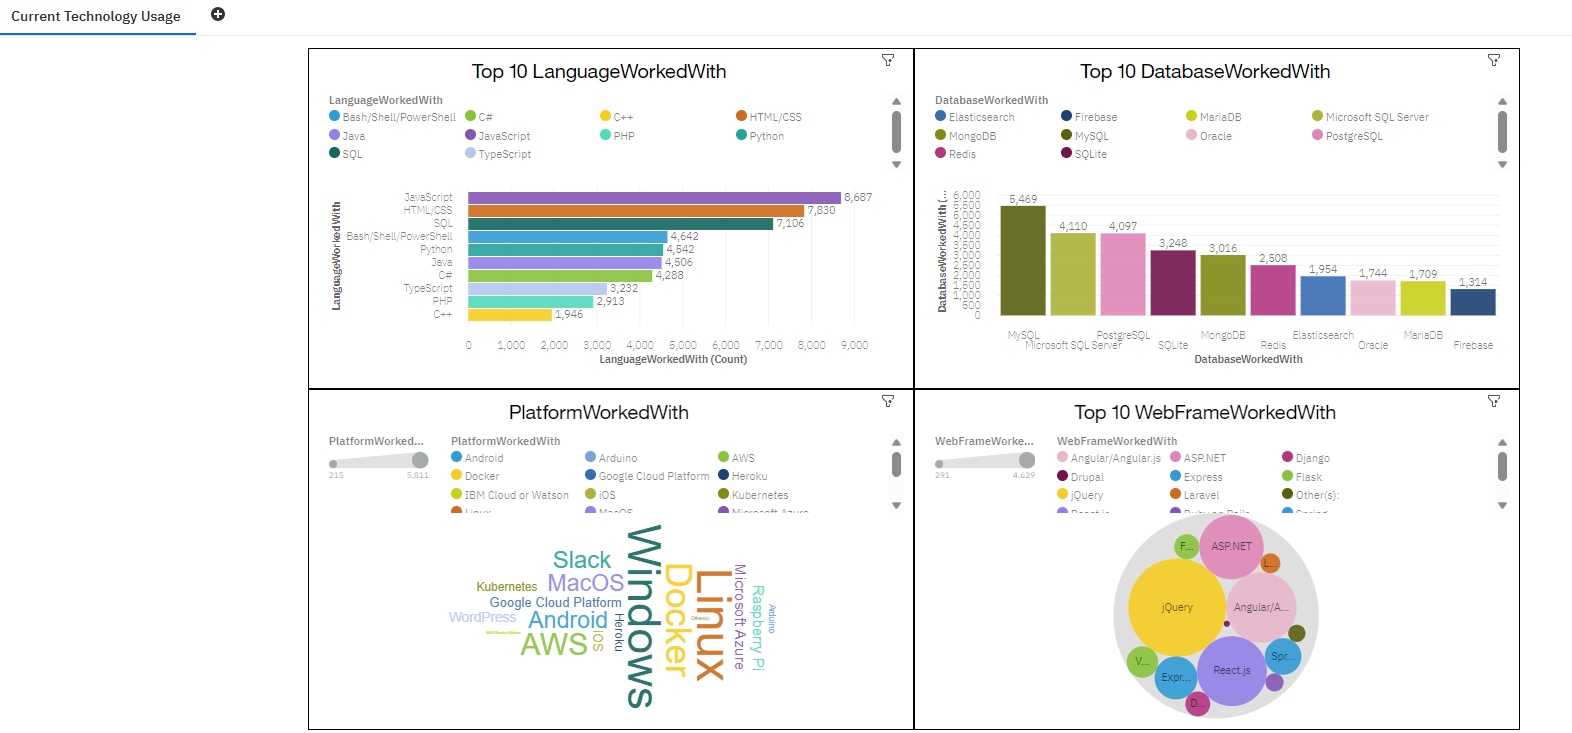 Current Technology Usage
Top 10 LanguageWorkedWith
LanguageWorkedWith
Bash/Shell/PowerShell C# C++ HTML/CSS
Java JavaScript PHP Python
SQL TypeScript
LanguageWorkedWith
JavaScript 8,687
HTML/CSS 7,830
SQL 7,106
Bash/Shell/PowerShell 4,642
Python 4,542
Java 4,506
C# 4,288
TypeScript 3,232
PHP 2,913
C++ 1,946
0 1,000 2,000 3,000 4,000 5,000 6,000 7,000 8,000 9,000
LanguageWorkedWith (Count)
Top 10 DatabaseWorkedWith
DatabaseWorkedWith
Elasticsearch Firebase MariaDB Microsoft SQL Server
MongoDB MySQL Oracle PostgreSQL
Redis SQLite
DatabaseWorkedWith (...
6,000
5,500
5,000
4,500
4,000
3,500
3,000
2,500
2,000
1,500
1,000
500
0
5,469 4,110 4,097 3,248 3,016 2,508 1,954 1,744 1,709 1,314
MySQL PostgreSQL MongoDB Elasticsearch MariaDB
Microsoft SQL Server SQLite Redis Oracle Firebase
DatabaseWorkedWith
PlatformWorkedWith
PlatformWorked...
215 5,811
PlatformWorkedWith
Android Arduino AWS
Docker Google Cloud Platform Heroku
IBM Cloud or Watson iOS Kubernetes
Linux MacOS Microsoft Azure
Slack
Kubernetes
MacOS
Google Cloud Platform
WordPress
Android
AWS
iOS
Heroku
Windows
Docker
Linux
Microsoft Azure
Raspberry Pi
Arduino
Top 10 WebFrameWorkedWith
WebFrameWorke...
291 4,629
WebFrameWorkedWith
Angular/Angular.js ASP.NET Django
Drupal Express Flask
jQuery Laravel Other(s):
React.js Ruby on Rails Spring
F...
ASP.NET
L...
jQuery
Angular/A...
V...
Expr...
React.js
Spr...
D...